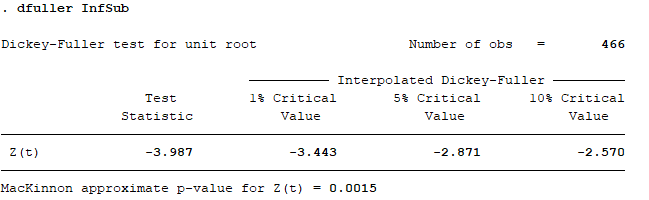 . dfuller InfSub
Dickey-Fuller test for unit root Number of obs = 466
Interpolated Dickey-Fuller
Test 1% Critical 5% Critical 10% Critical
Statistic Value Value Value
Z(t) -3.987 -3.443 -2.871 -2.570
MacKinnon approximate p-value for Z(t) = 0.0015